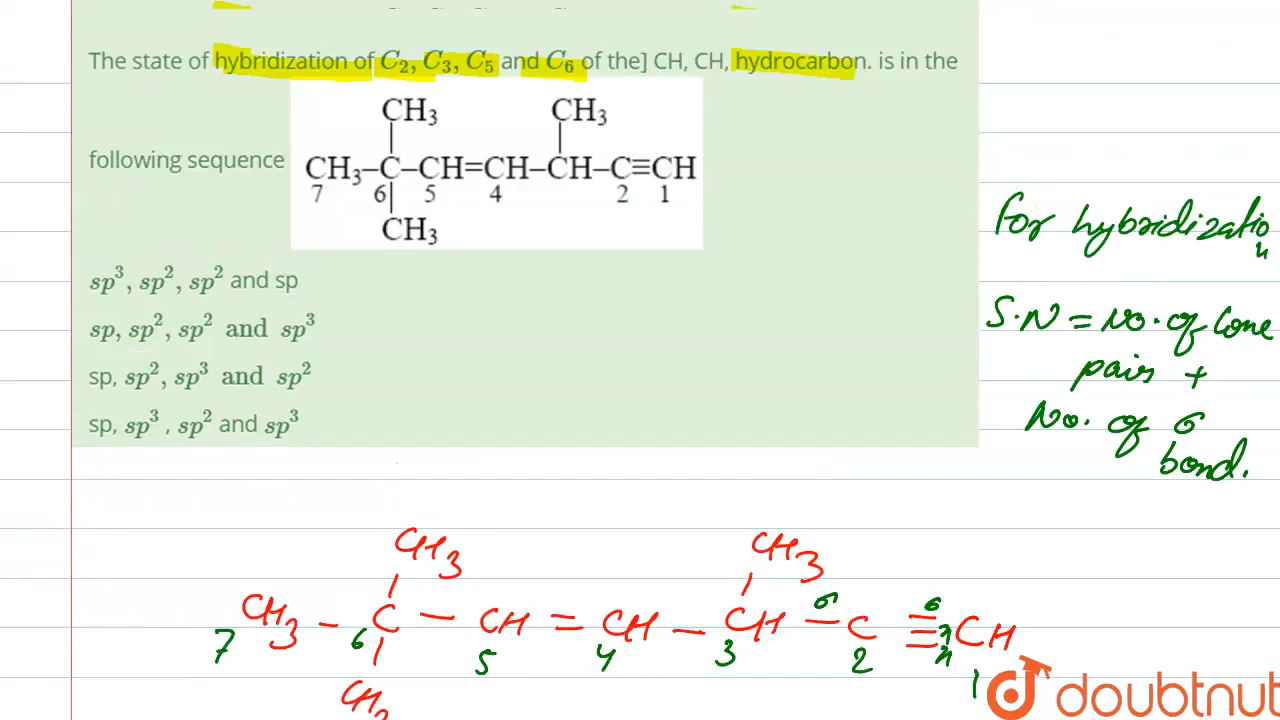 The state of hybridization of C₂, C₃, C₅ and C₆ of the] CH, CH, hydrocarbon. is in the
following sequence
CH₃ CH₃
CH₃–C–CH=CH–CH–C≡CH
7 6 5 4 2 1
CH₃
sp³, sp², sp² and sp
sp, sp², sp² and sp³
sp, sp², sp³ and sp²
sp, sp³ , sp² and sp³
for hybridization
S.N = No. of lone
pairs +
No. of σ
bond.
CH₃ CH₃
CH₃ – C – CH = CH – CH – C ≡ CH
7 6 5 4 3 2 1
σ σ π π
doubtnut